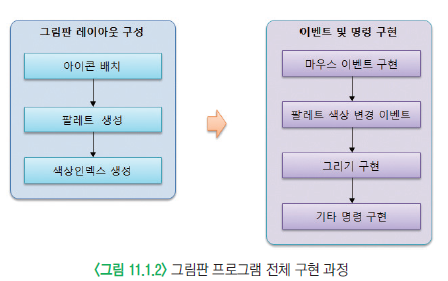 그림판 레이아웃 구성
아이콘 배치
팔레트 생성
색상인덱스 생성
이벤트 및 명령 구현
마우스 이벤트 구현
팔레트 색상 변경 이벤트
그리기 구현
기타 명령 구현
<그림 11.1.2> 그림판 프로그램 전체 구현 과정